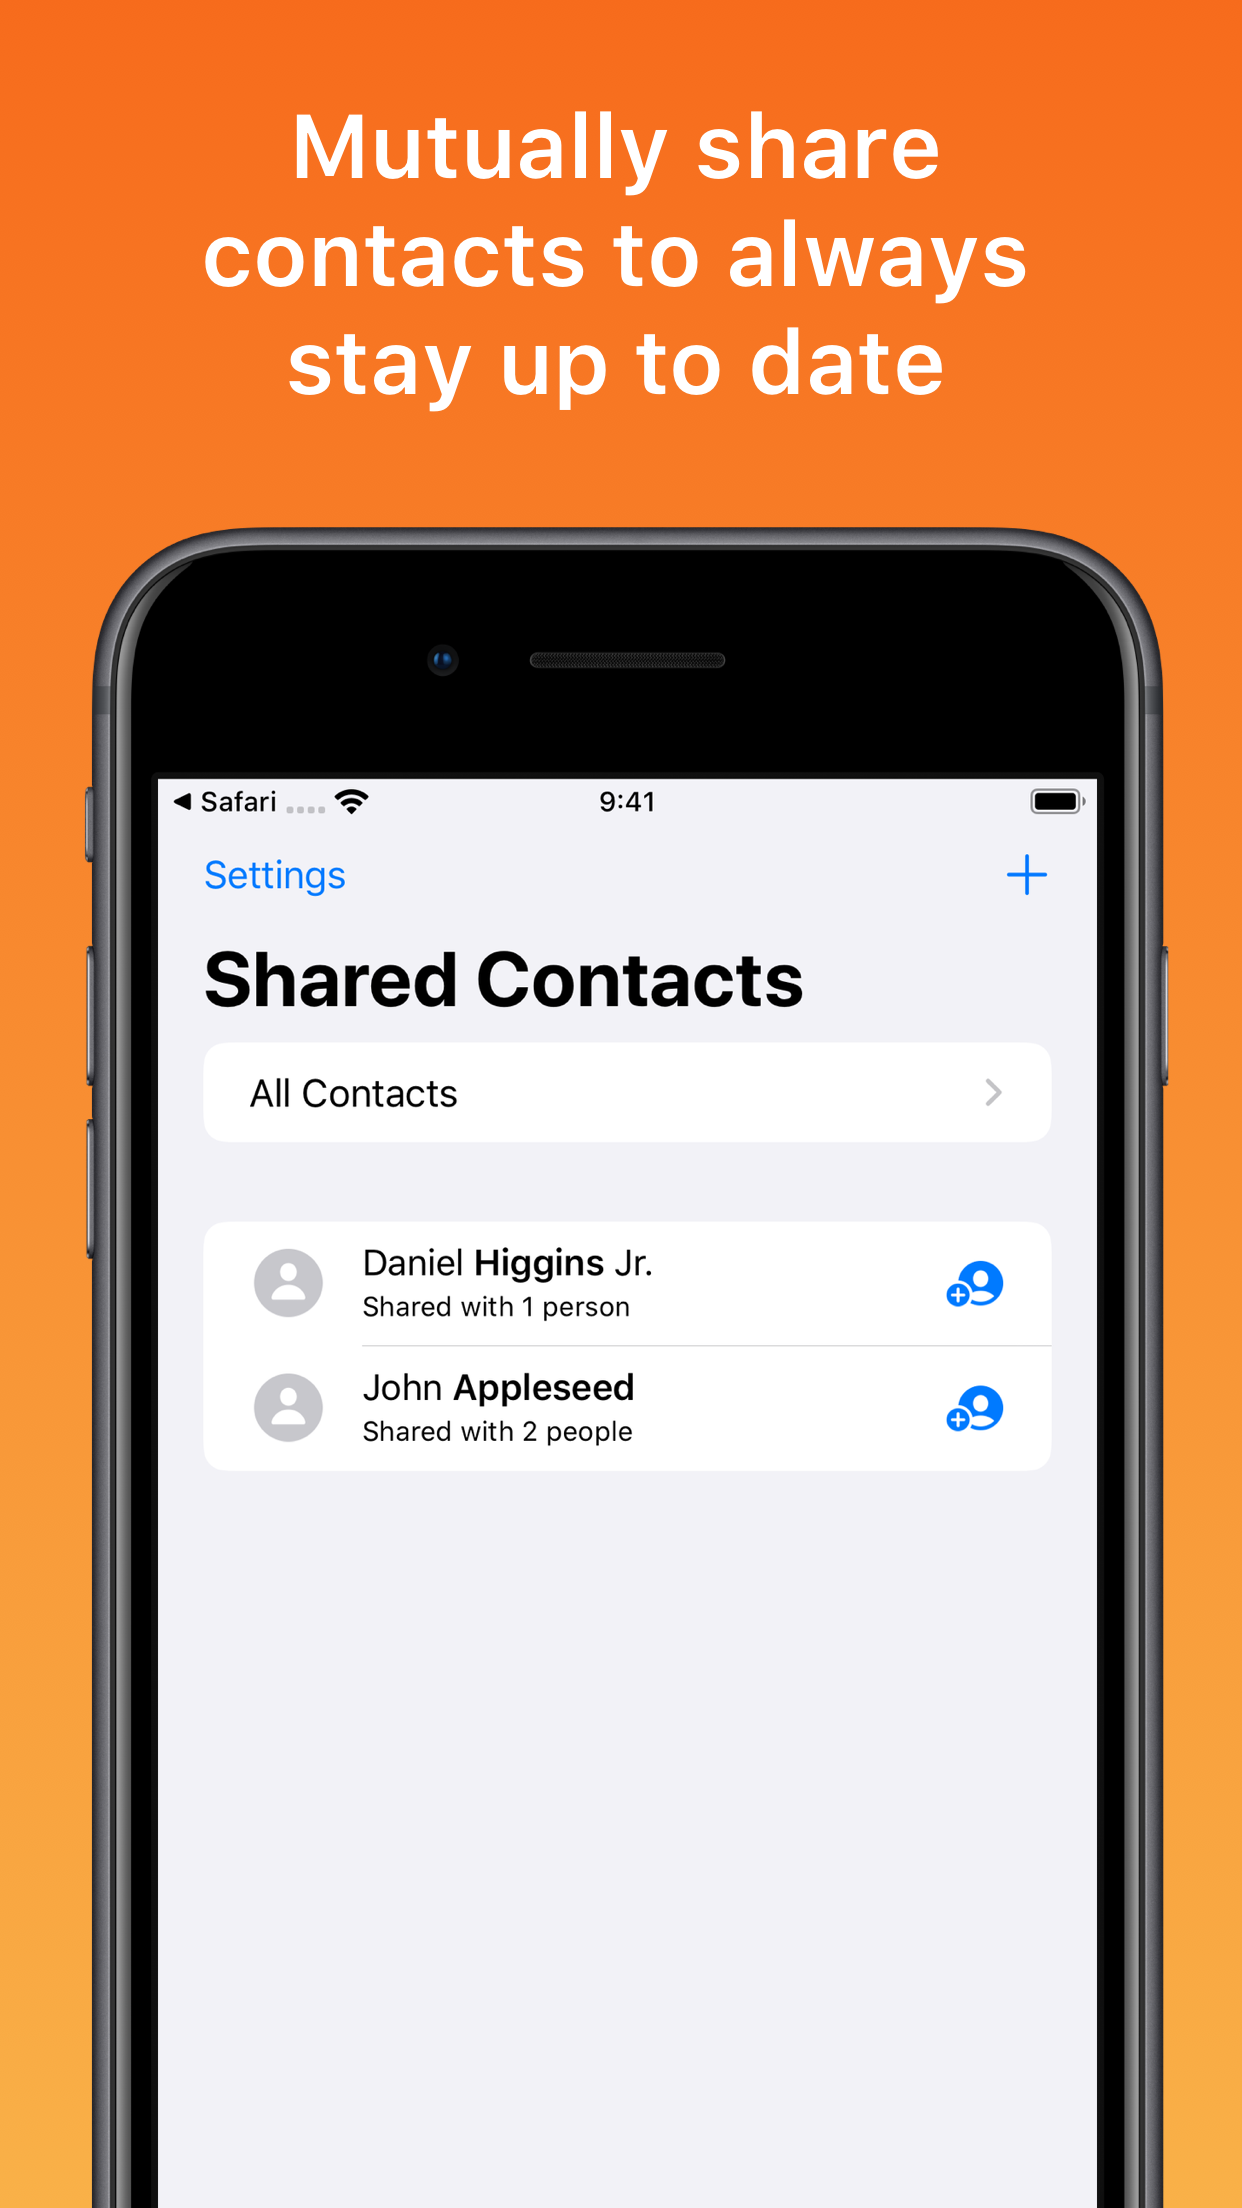 Mutually share
contacts to always
stay up to date
Safari 9:41
Settings
Shared Contacts
All Contacts
Daniel Higgins Jr.
Shared with 1 person
John Appleseed
Shared with 2 people